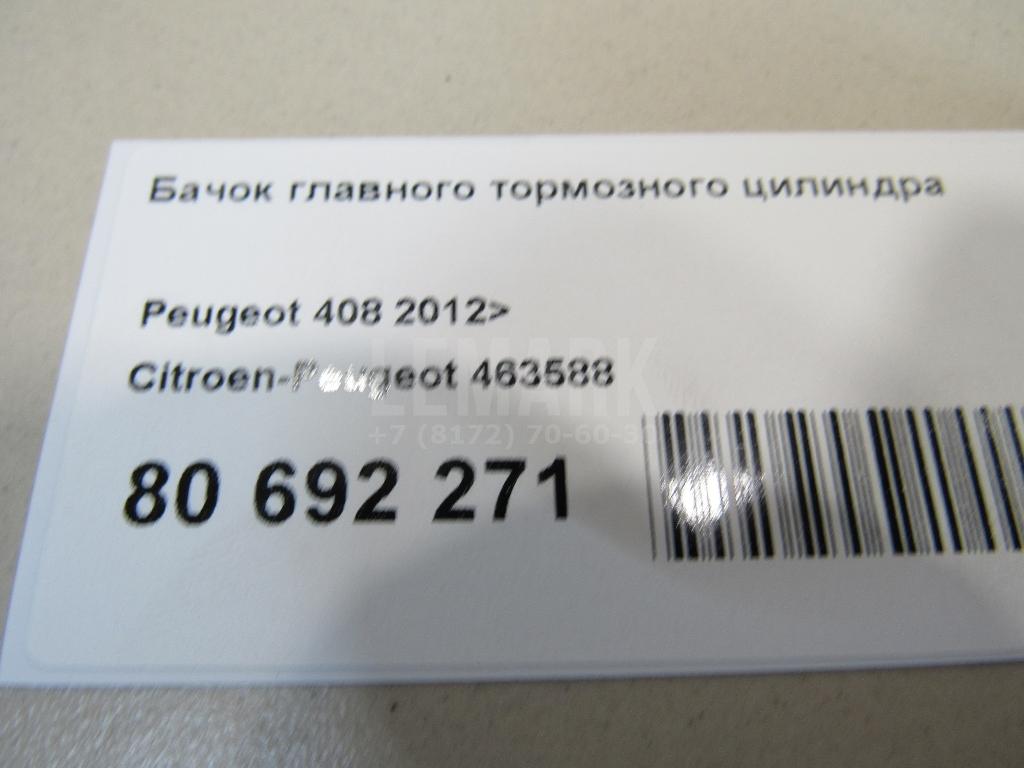 Бачок главного тормозного цилиндра
Peugeot 408 2012>
Citroen-Peugeot 463588
LEMARK
80 692 271